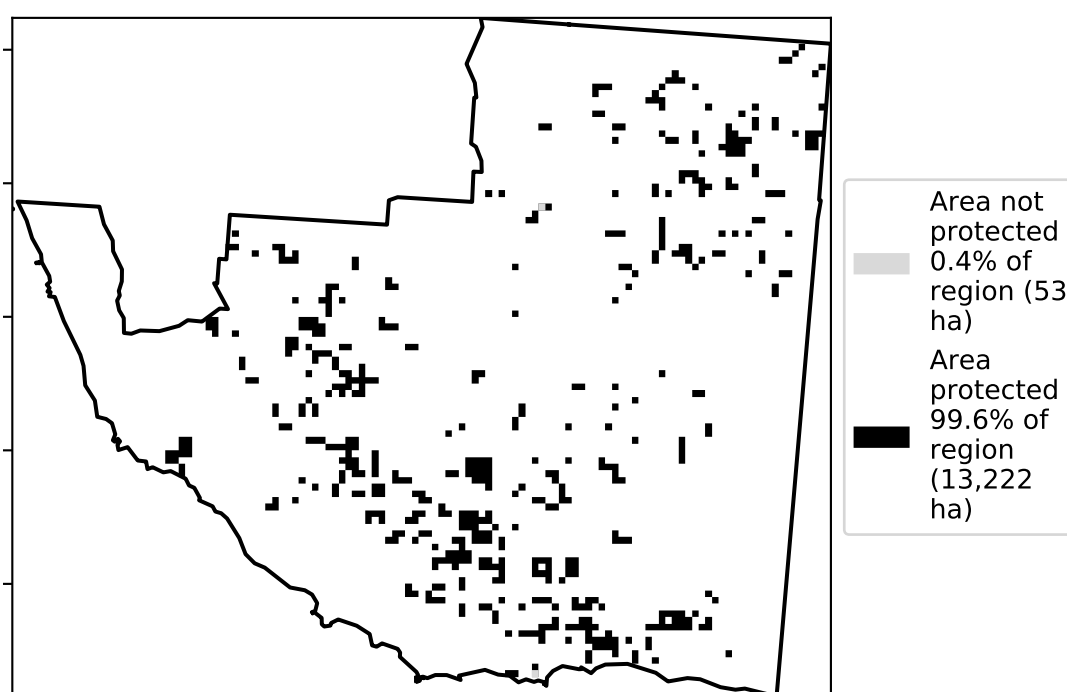 Area not
protected
0.4% of
region (53
ha)
Area
protected
99.6% of
region
(13,222
ha)